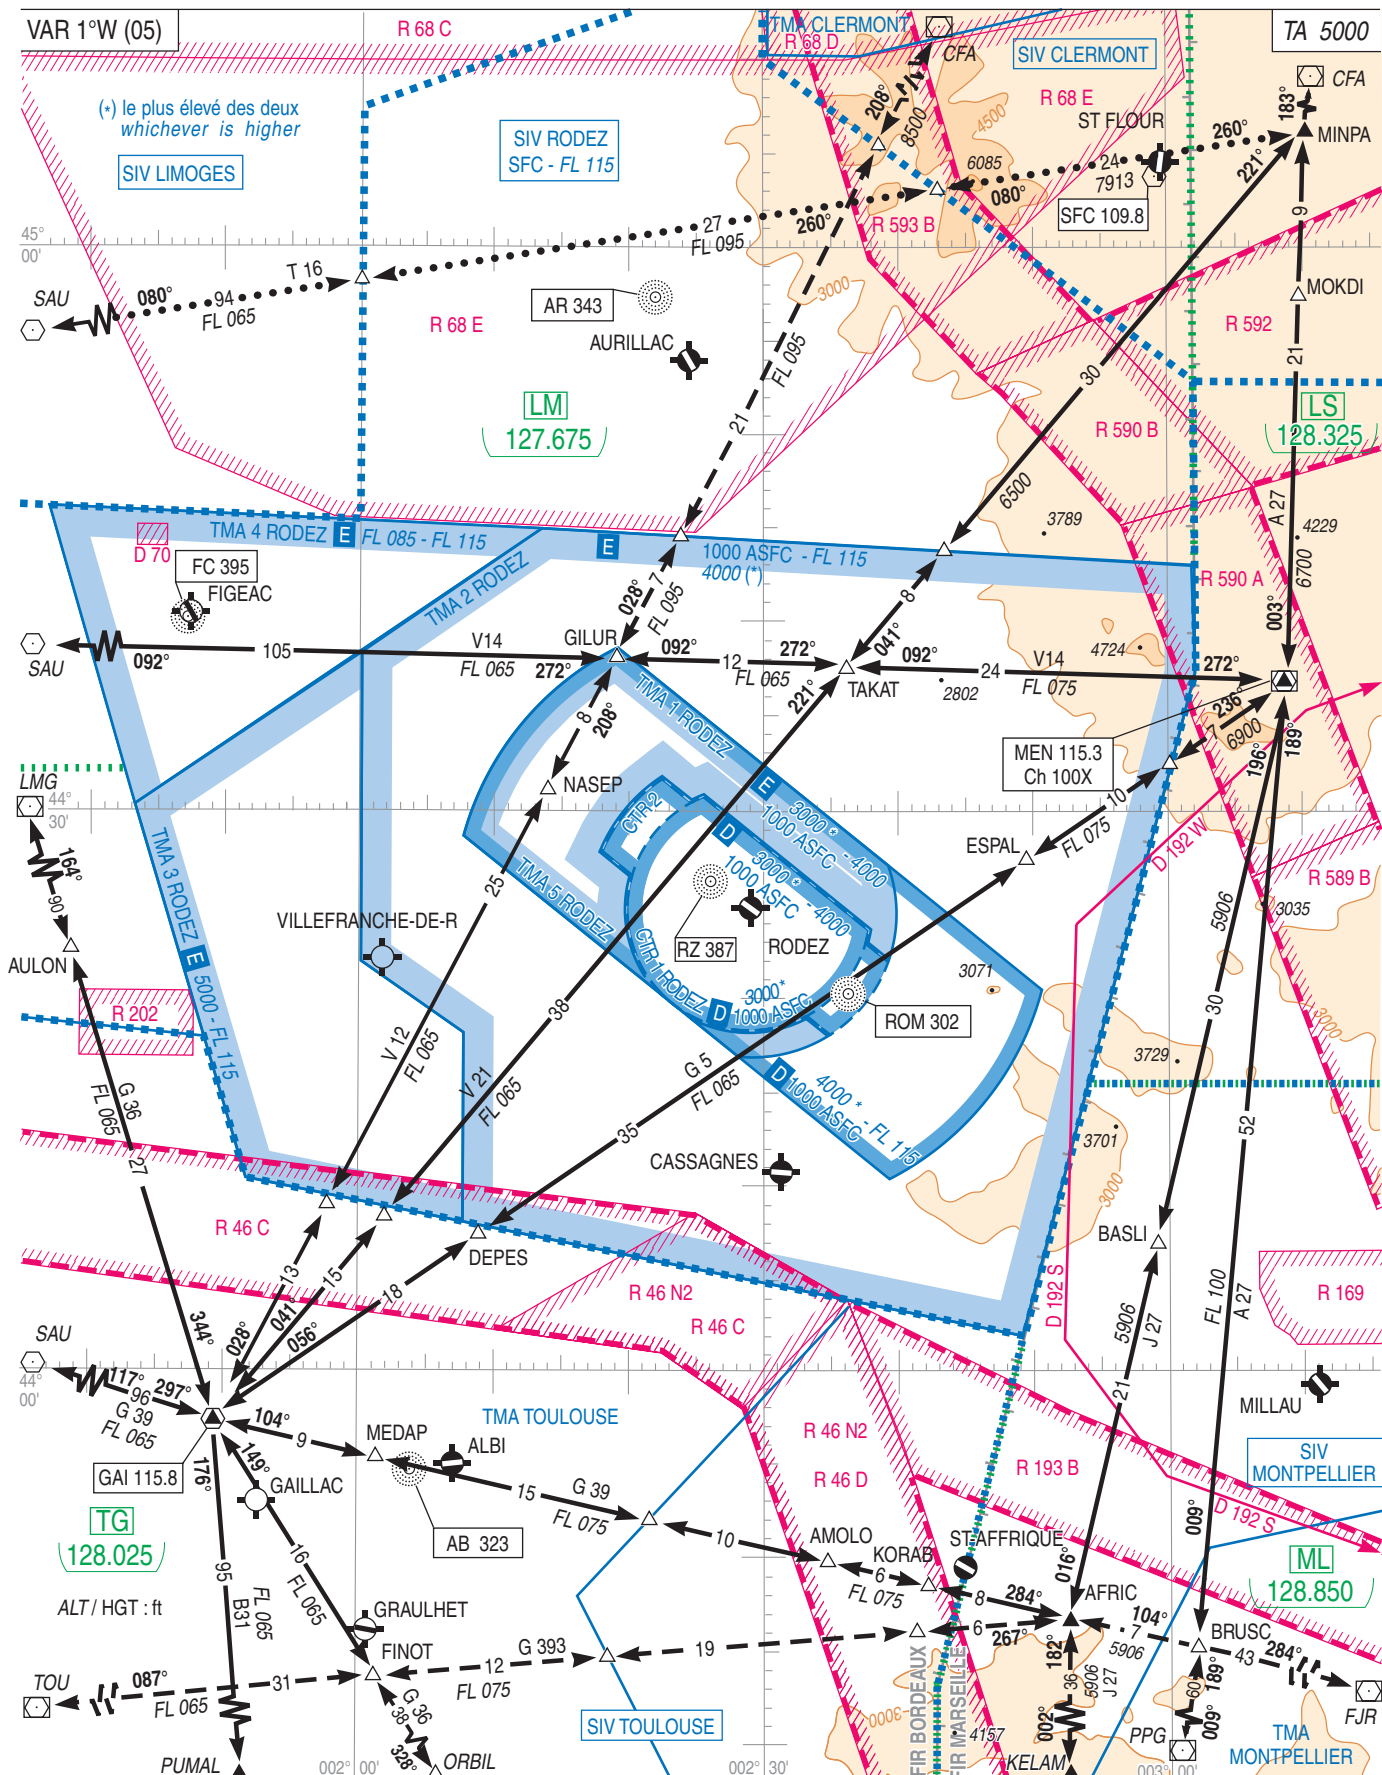 VAR 1°W (05)
R 68 C
TMA CLERMONT
R 68 D
CFA
SIV CLERMONT
TA 5000
CFA
(*) le plus élevé des deux
whichever is higher
SIV LIMOGES
SIV RODEZ
SFC - FL 115
208°
8500
4500
R 68 E
ST FLOUR
183°
MINPA
260°
24
7913
6085
080°
221°
SFC 109.8
27
FL 095
260°
R 593 B
9
45°
00'
T 16
SAU
080°
94
FL 065
R 68 E
AR 343
AURILLAC
3000
FL 095
MOKDI
R 592
21
30
LM
127.675
21
R 590 B
LS
128.325
6500
3789
A 27
4229
6700
TMA 4 RODEZ E FL 085 - FL 115
D 70
FC 395
FIGEAC
TMA 2 RODEZ
E
1000 ASFC - FL 115
4000 (*)
R 590 A
003°
028°
7
FL 095
8
041°
SAU
092°
105
V14
FL 065
272°
GILUR
092°
12
FL 065
272°
TAKAT
221°
092°
2802
24
V14
FL 075
4724
272°
8
208°
TMA 1 RODEZ
E
3000 * - 4000
1000 ASFC
MEN 115.3
Ch 100X
236°
7
6900
196°
189°
LMG
44°
30'
164°
90
NASEP
CTR 2
D
3000 * - 4000
1000 ASFC
ESPAL
10
FL 075
D 192 W
TMA 3 RODEZ E 5000 - FL 115
25
TMA 5 RODEZ
R 589 B
3035
5906
VILLEFRANCHE-DE-R
RZ 387
RODEZ
AULON
CTR 1 RODEZ D
3000*
1000 ASFC
3071
ROM 302
38
30
R 202
3000
V 12
FL 065
G 36
FL 065
V 21
FL 065
G 5
FL 065
D
4000 * - FL 115
1000 ASFC
3729
52
27
35
3701
3000
CASSAGNES
R 46 C
BASLI
DEPES
13
15
18
R 46 N2
D 192 S
R 169
R 46 C
5906
J 27
FL 100
A 27
344°
028°
041°
056°
SAU
44°
00'
117°
96
297°
G 39
FL 065
21
MILLAU
104°
9
MEDAP
TMA TOULOUSE
ALBI
R 46 N2
R 46 D
R 193 B
SIV
MONTPELLIER
GAI 115.8
176°
149°
GAILLAC
15
G 39
FL 075
D 192 S
009°
TG
128.025
AB 323
10
AMOLO
KORAB
ST AFFRIQUE
ML
128.850
16
FL 065
95
6
FL 075
8
284°
016°
AFRIC
ALT / HGT : ft
B31
FL 065
GRAULHET
FINOT
G 393
19
6
267°
104°
7
5906
BRUSC
43
284°
TOU
087°
FL 065
31
12
FL 075
182°
36
5906
J 27
002°
60
189°
009°
FJR
G 36
38
328°
SIV TOULOUSE
3000
FIR BORDEAUX
FIR MARSEILLE
4157
PPG
TMA
MONTPELLIER
PUMAL
002° 00'
ORBIL
002° 30'
KELAM
003° 00'